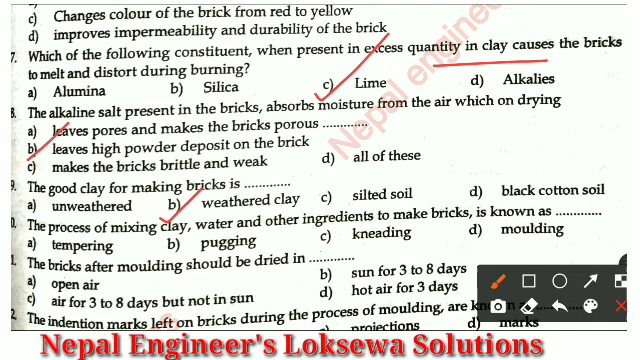 c) Changes colour of the brick from red to yellow
d) improves impermeability and durability of the brick
7. Which of the following constituent, when present in excess quantity in clay causes the bricks
to melt and distort during burning?
a) Alumina b) Silica c) Lime d) Alkalies
8. The alkaline salt present in the bricks, absorbs moisture from the air which on drying
a) leaves pores and makes the bricks porous ............
b) leaves high powder deposit on the brick
c) makes the bricks brittle and weak d) all of these
9. The good clay for making bricks is .............
a) unweathered b) weathered clay c) silted soil d) black cotton soil
0. The process of mixing clay, water and other ingredients to make bricks, is known as .............
a) tempering b) pugging c) kneading d) moulding
1. The bricks after moulding should be dried in ............
a) open air b) sun for 3 to 8 days
c) air for 3 to 8 days but not in sun d) hot air for 3 days
2. The indention marks left on bricks during the process of moulding, are known as
projections d) marks
Nepal engineer's
Nepal Engineer's Loksewa Solutions